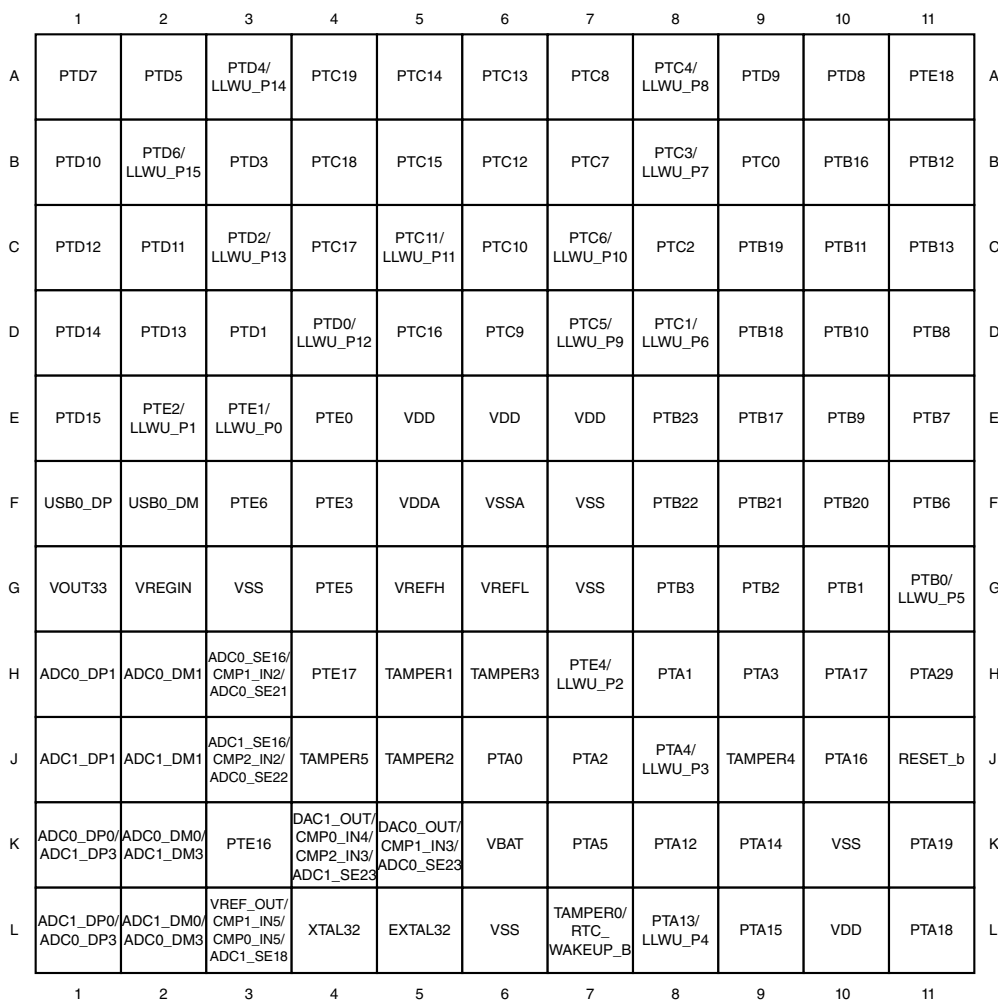 1 2 3 4 5 6 7 8 9 10 11
A PTD7 PTD5 PTD4/ LLWU_P14 PTC19 PTC14 PTC13 PTC8 PTC4/ LLWU_P8 PTD9 PTD8 PTE18 A
B PTD10 PTD6/ LLWU_P15 PTD3 PTC18 PTC15 PTC12 PTC7 PTC3/ LLWU_P7 PTC0 PTB16 PTB12 B
C PTD12 PTD11 PTD2/ LLWU_P13 PTC17 PTC11/ LLWU_P11 PTC10 PTC6/ LLWU_P10 PTC2 PTB19 PTB11 PTB13 C
D PTD14 PTD13 PTD1 PTD0/ LLWU_P12 PTC16 PTC9 PTC5/ LLWU_P9 PTC1/ LLWU_P6 PTB18 PTB10 PTB8 D
E PTD15 PTE2/ LLWU_P1 PTE1/ LLWU_P0 PTE0 VDD VDD VDD PTB23 PTB17 PTB9 PTB7 E
F USB0_DP USB0_DM PTE6 PTE3 VDDA VSSA VSS PTB22 PTB21 PTB20 PTB6 F
G VOUT33 VREGIN VSS PTE5 VREFH VREFL VSS PTB3 PTB2 PTB1 PTB0/ LLWU_P5 G
H ADC0_DP1 ADC0_DM1 ADC0_SE16/ CMP1_IN2/ ADC0_SE21 PTE17 TAMPER1 TAMPER3 PTE4/ LLWU_P2 PTA1 PTA3 PTA17 PTA29 H
J ADC1_DP1 ADC1_DM1 ADC1_SE16/ CMP2_IN2/ ADC0_SE22 TAMPER5 TAMPER2 PTA0 PTA2 PTA4/ LLWU_P3 TAMPER4 PTA16 RESET_b J
K ADC0_DP0/ ADC1_DP3 ADC0_DM0/ ADC1_DM3 PTE16 DAC1_OUT/ CMP0_IN4/ CMP2_IN3/ ADC1_SE23 DAC0_OUT/ CMP1_IN3/ ADC0_SE23 VBAT PTA5 PTA12 PTA14 VSS PTA19 K
L ADC1_DP0/ ADC0_DP3 ADC1_DM0/ ADC0_DM3 VREF_OUT/ CMP1_IN5/ CMP0_IN5/ ADC1_SE18 XTAL32 EXTAL32 VSS TAMPER0/ RTC_ WAKEUP_B PTA13/ LLWU_P4 PTA15 VDD PTA18 L
1 2 3 4 5 6 7 8 9 10 11